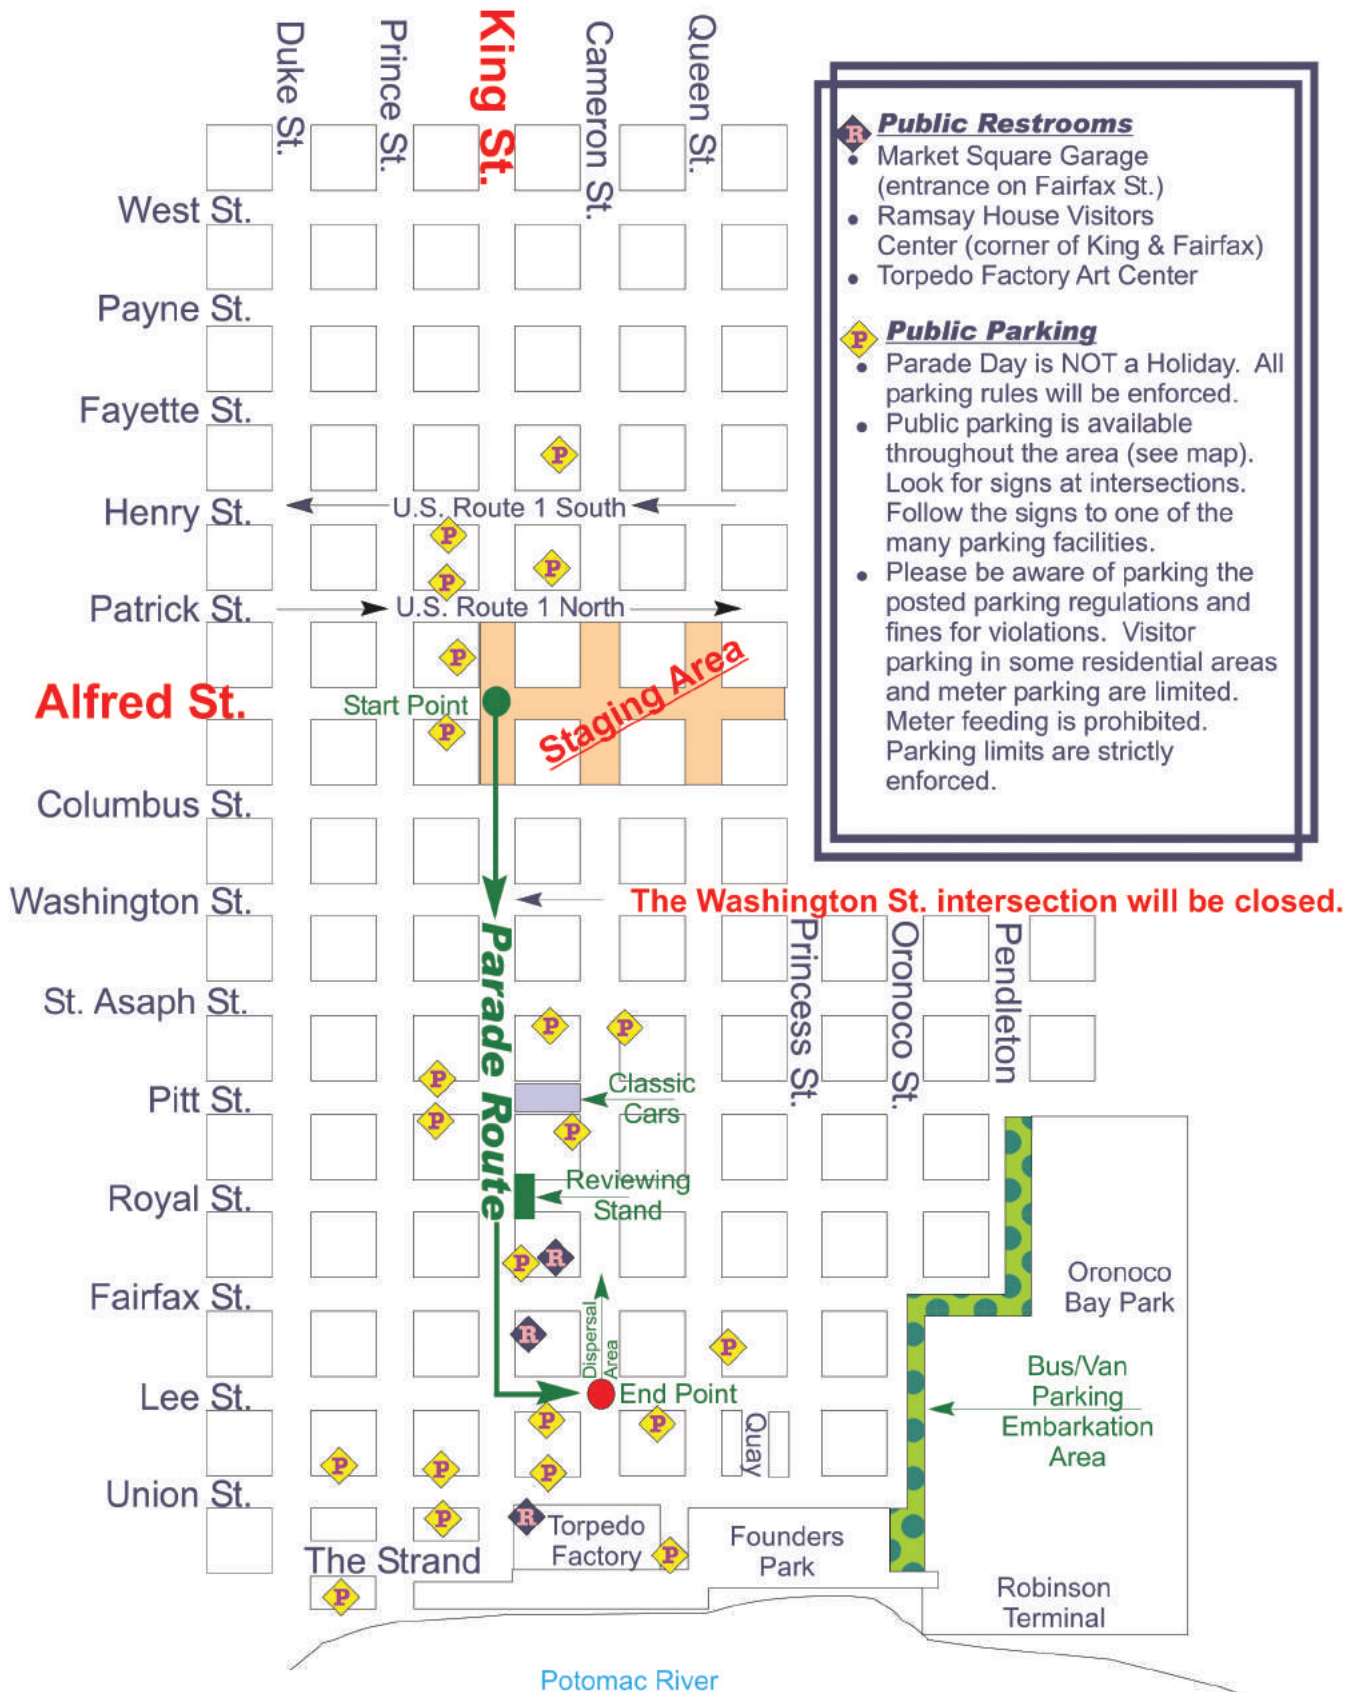 Duke St.
Prince St.
King St.
Cameron St.
Queen St.
R Public Restrooms
• Market Square Garage
(entrance on Fairfax St.)
• Ramsay House Visitors
Center (corner of King & Fairfax)
• Torpedo Factory Art Center
P Public Parking
• Parade Day is NOT a Holiday. All
parking rules will be enforced.
• Public parking is available
throughout the area (see map).
Look for signs at intersections.
Follow the signs to one of the
many parking facilities.
• Please be aware of parking the
posted parking regulations and
fines for violations. Visitor
parking in some residential areas
and meter parking are limited.
Meter feeding is prohibited.
Parking limits are strictly
enforced.
West St.
Payne St.
Fayette St.
P
Henry St.
U.S. Route 1 South
P
P
P
Patrick St.
U.S. Route 1 North
P
Staging Area
Alfred St.
Start Point
P
Columbus St.
Washington St.
The Washington St. intersection will be closed.
Parade Route
Princess St.
Oronoco St.
Pendleton
St. Asaph St.
P
P
P
Pitt St.
Classic
Cars
P
P
Royal St.
Reviewing
Stand
P
R
Oronoco
Bay Park
Fairfax St.
R
Dispersal
Area
P
Bus/Van
Parking
Embarkation
Area
Lee St.
End Point
P
P
Quay
P
P
P
Union St.
P
R
Torpedo
Factory
P
Founders
Park
The Strand
P
Robinson
Terminal
Potomac River